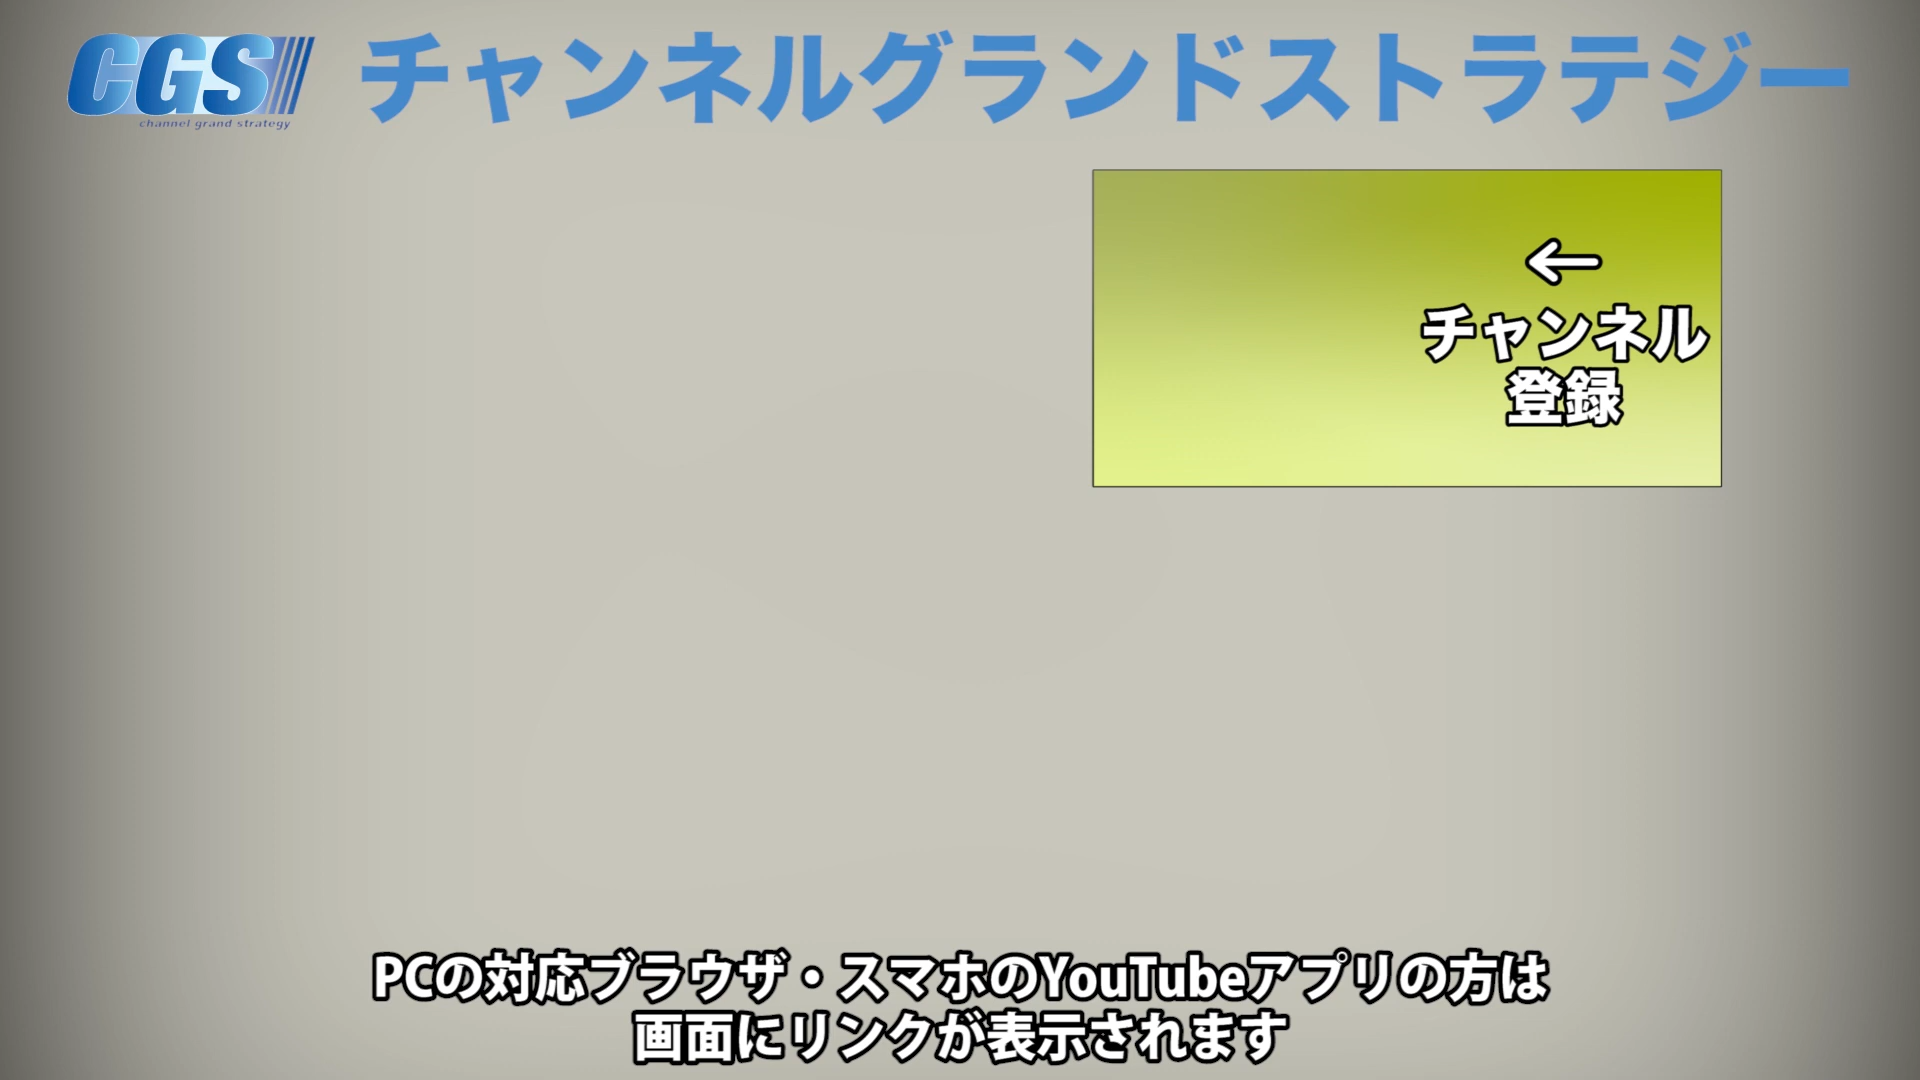 CGS
channel grand strategy
チャンネルグランドストラテジー
←
チャンネル
登録
PCの対応ブラウザ・スマホのYouTubeアプリの方は
画面にリンクが表示されます